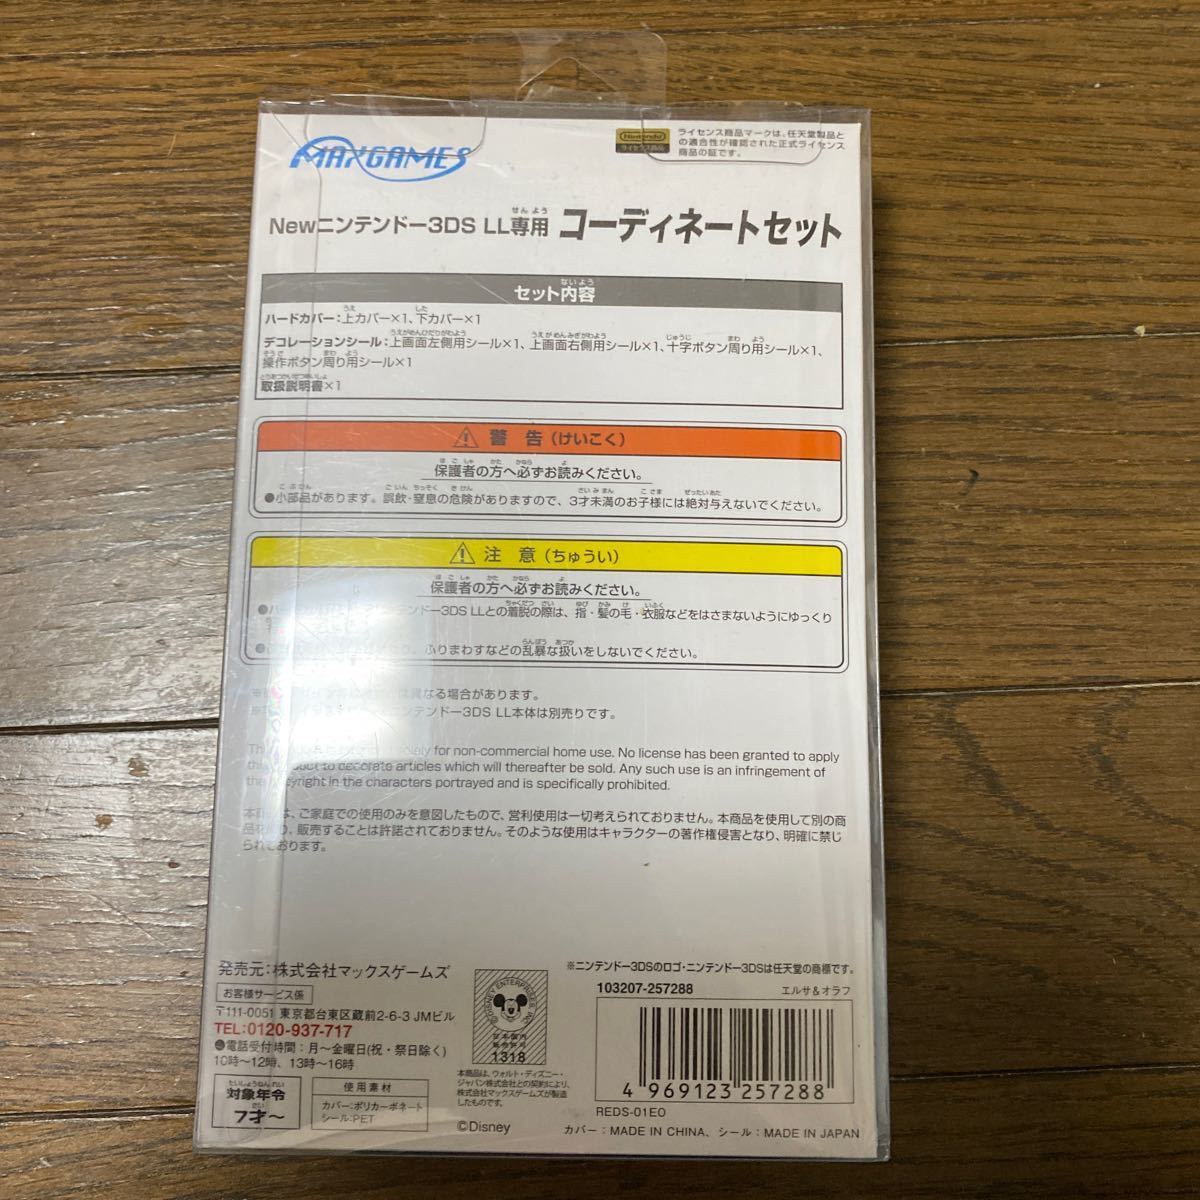 MAXGAMES
Nintendo
ライセンス商品
ライセンス商品マークは、任天堂製品と
の適合性が確認された正式ライセンス
商品の証です。
Newニンテンドー3DS LL専用 コーディネートセット
セット内容
ハードカバー:上カバー×1、下カバー×1
デコレーションシール:上画面左側用シール×1、上画面右側用シール×1、十字ボタン周り用シール×1、
操作ボタン周り用シール×1
取扱説明書×1
警 告(けいこく)
保護者の方へ必ずお読みください。
●小部品があります。誤飲・窒息の危険がありますので、3才未満のお子様には絶対与えないでください。
注 意(ちゅうい)
保護者の方へ必ずお読みください。
ンテンドー3DS LLとの着脱の際は、指・髪の毛・衣服などをはさまないようにゆっくり
ふりまわすなどの乱暴な扱いをしないでください。
異なる場合があります。
ンテンドー3DS LL本体は別売りです。
solely for non-commercial home use. No license has been granted to apply
to decorate articles which will thereafter be sold. Any such use is an infringement of
the copyright in the characters portrayed and is specifically prohibited.
は、ご家庭での使用のみを意図したもので、営利使用は一切考慮されておりません。本商品を使用して別の商
品を り、販売することは許諾されておりません。そのような使用はキャラクターの著作権侵害となり、明確に禁じ
られております。
発売元:株式会社マックスゲームズ
お客様サービス係
〒111-0051 東京都台東区蔵前2-6-3 JMビル
TEL:0120-937-717
●電話受付時間:月〜金曜日(祝・祭日除く)
10時〜12時、13時〜16時
対象年令
7才〜
使用素材
カバー:ポリカーボネート
シール:PET
©DISNEY ENTERPRISES INC.
日本国内
販売許可
1318
本商品は、ウォルト・ディズニー・
ジャパン株式会社との契約により、
株式会社マックスゲームズが製造
したものです。
©Disney
※ニンテンドー3DSのロゴ・ニンテンドー3DSは任天堂の商標です。
103207-257288 エルサ&オラフ
4 969123 257288
REDS-01EO
カバー:MADE IN CHINA、シール:MADE IN JAPAN